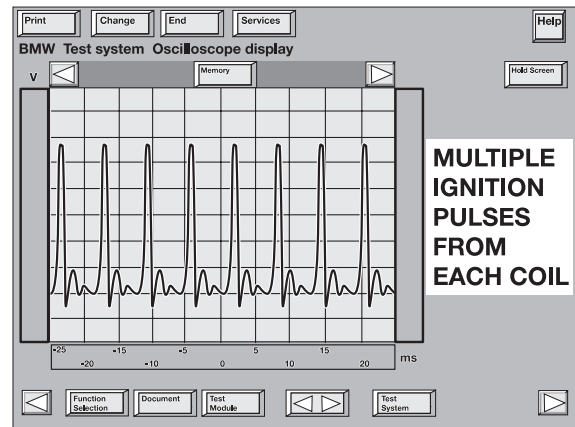 Print Change End Services Help
BMW Test system Oscilloscope display
V Memory Hold Screen
MULTIPLE
IGNITION
PULSES
FROM
EACH COIL
-25 -15 -5 5 15
-20 -10 0 10 20 ms
Function
Selection
Document
Test
Module
Test
System